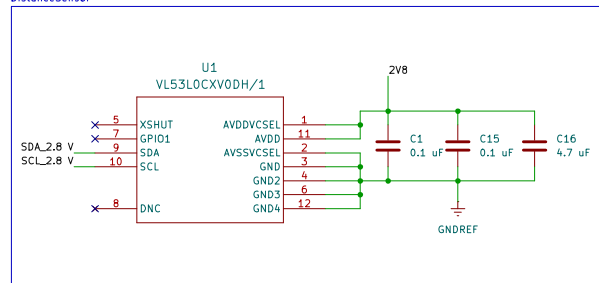 DistanceSensor
2V8
U1
VL53L0CXV0DH/1
5 XSHUT AVDDVCSEL 1
7 GPIO1 AVDD 11
SDA_2.8 V 9 SDA AVSSVCSEL 2
SCL_2.8 V 10 SCL GND 3
GND2 4
GND3 6
8 DNC GND4 12
C1
0.1 uF
C15
0.1 uF
C16
4.7 uF
GNDREF